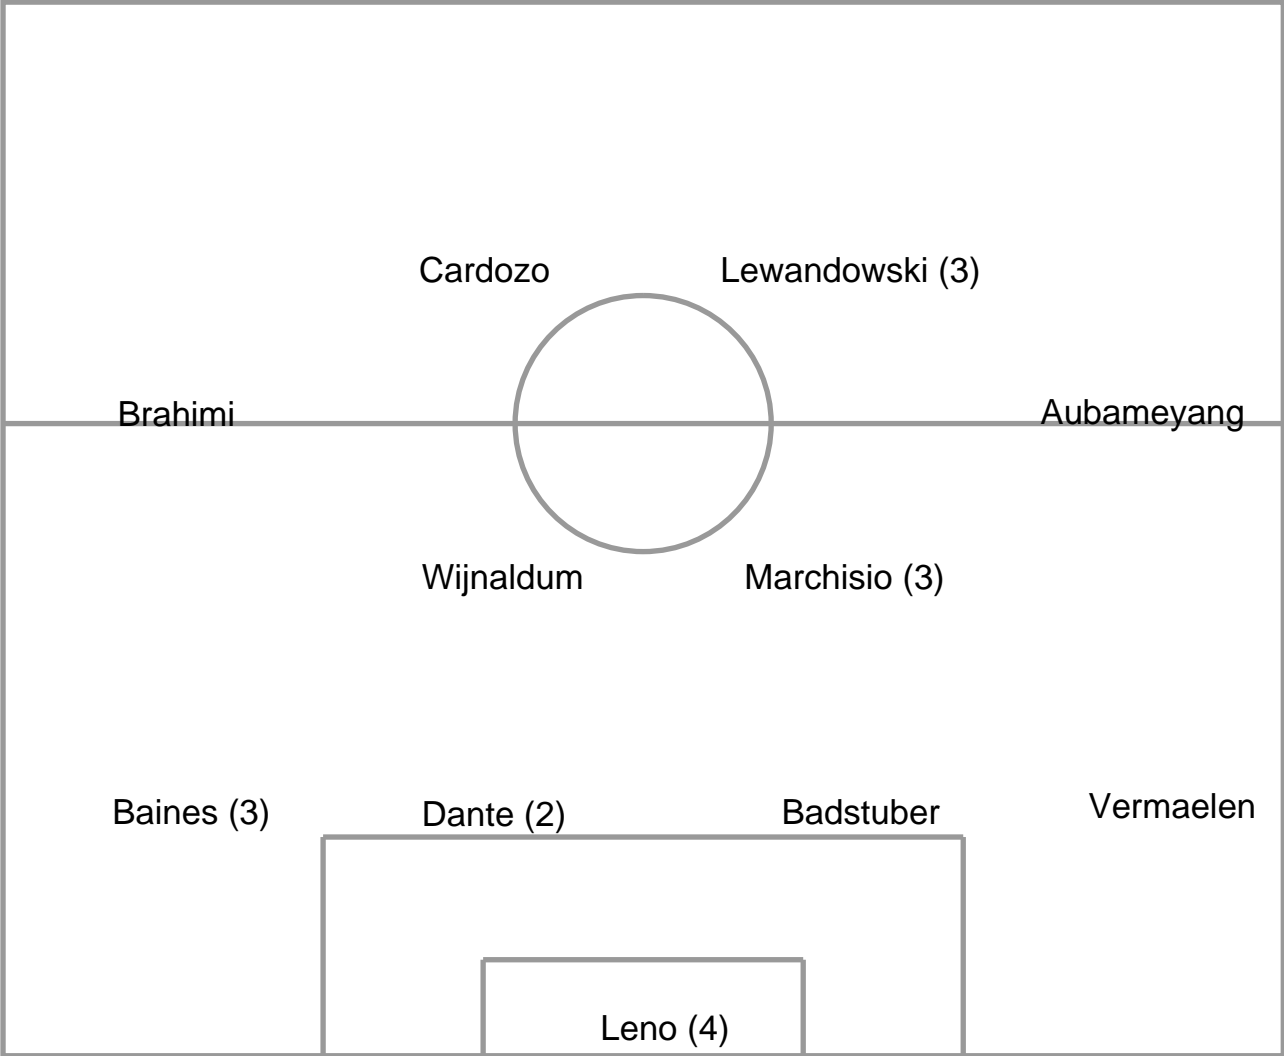 Cardozo
Lewandowski (3)
Brahimi
Aubameyang
Wijnaldum
Marchisio (3)
Baines (3)
Dante (2)
Badstuber
Vermaelen
Leno (4)